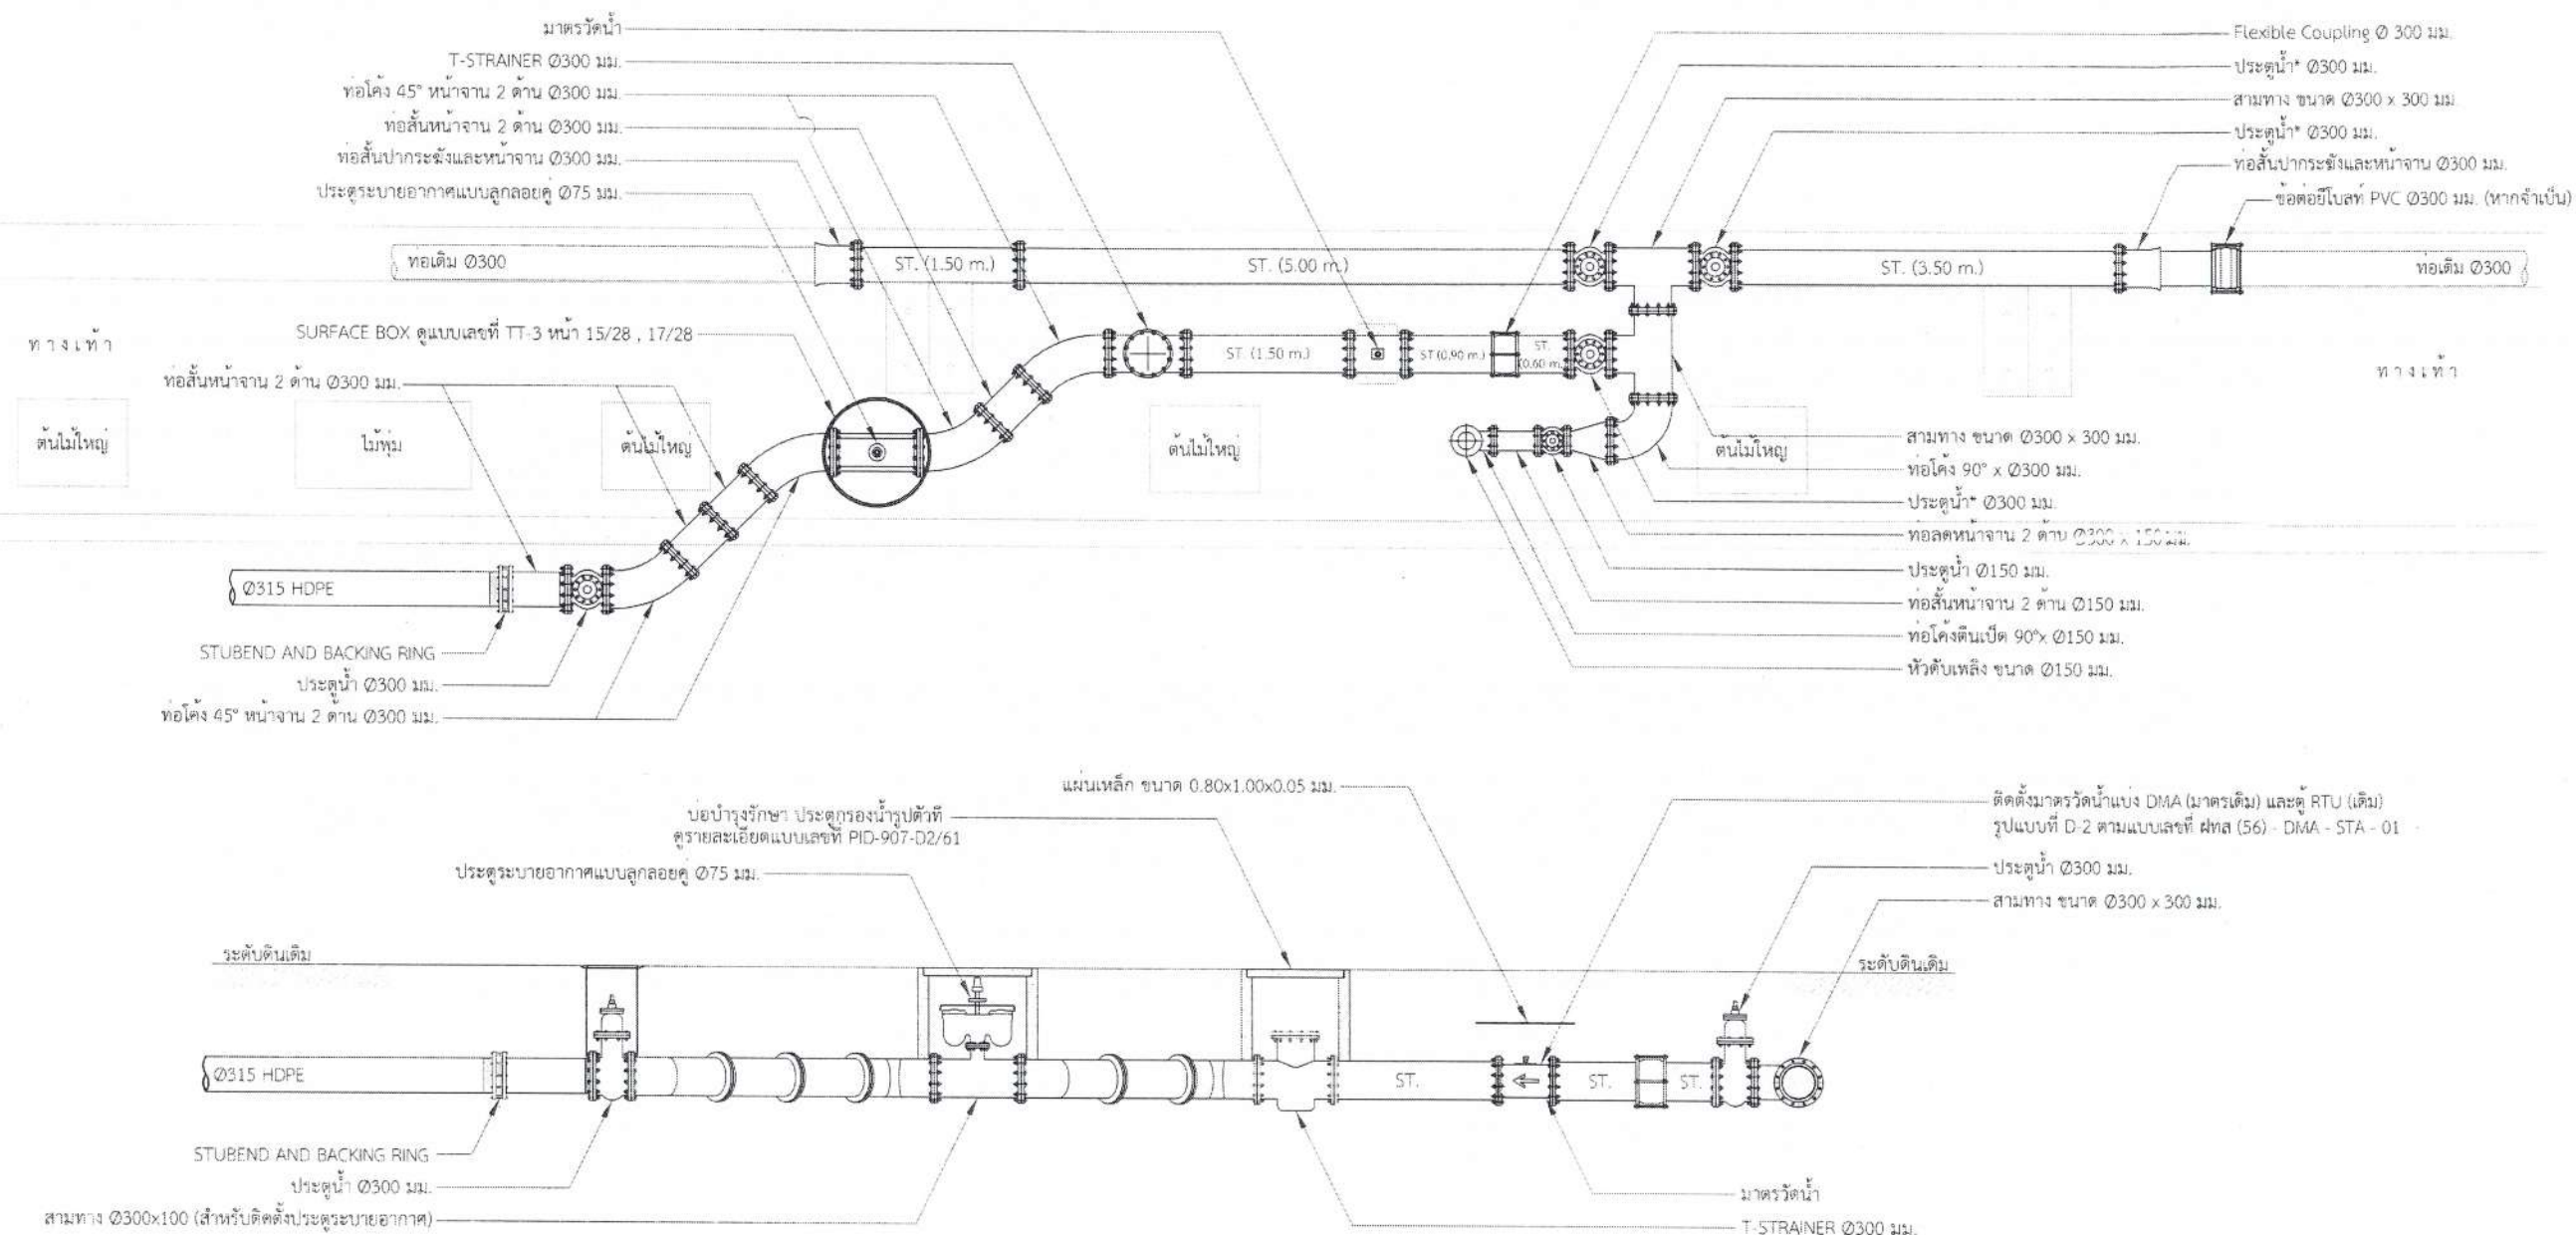 มาตรวัดน้ำ
T-STRAINER Ø300 มม.
ท่อโค้ง 45° หน้าจาน 2 ด้าน Ø300 มม.
ท่อสั้นหน้าจาน 2 ด้าน Ø300 มม.
ท่อสั้นปากระฆังและหน้าจาน Ø300 มม.
ประตูระบายอากาศแบบลูกลอยคู่ Ø75 มม.
Flexible Coupling Ø 300 มม.
ประตูน้ำ* Ø300 มม.
สามทาง ขนาด Ø300 x 300 มม.
ประตูน้ำ* Ø300 มม.
ท่อสั้นปากระฆังและหน้าจาน Ø300 มม.
ข้อต่อยีโบลท์ PVC Ø300 มม. (หากจำเป็น)
ท่อเดิม Ø300
ST. (1.50 m.)
ST. (5.00 m.)
ST. (3.50 m.)
ท่อเดิม Ø300
SURFACE BOX ดูแบบเลขที่ TT-3 หน้า 15/28 , 17/28
ทางเท้า
ST. (1.50 m.)
ST (0.90 m.)
ST.
(0.60 m.)
ทางเท้า
ท่อสั้นหน้าจาน 2 ด้าน Ø300 มม.
ต้นไม้ใหญ่
ไม้พุ่ม
ต้นไม้ใหญ่
ต้นไม้ใหญ่
ต้นไม้ใหญ่
สามทาง ขนาด Ø300 x 300 มม.
ท่อโค้ง 90° x Ø300 มม.
ประตูน้ำ* Ø300 มม.
ท่อลดหน้าจาน 2 ด้าน Ø300 x 150 มม.
ประตูน้ำ Ø150 มม.
ท่อสั้นหน้าจาน 2 ด้าน Ø150 มม.
ท่อโค้งตีนเป็ด 90°x Ø150 มม.
หัวดับเพลิง ขนาด Ø150 มม.
Ø315 HDPE
STUBEND AND BACKING RING
ประตูน้ำ Ø300 มม.
ท่อโค้ง 45° หน้าจาน 2 ด้าน Ø300 มม.
แผ่นเหล็ก ขนาด 0.80x1.00x0.05 มม.
บ่อบำรุงรักษา ประตูกรองน้ำรูปตัวที
ดูรายละเอียดแบบเลขที่ PID-907-D2/61
ประตูระบายอากาศแบบลูกลอยคู่ Ø75 มม.
ติดตั้งมาตรวัดน้ำแบ่ง DMA (มาตรเดิม) และตู้ RTU (เดิม)
รูปแบบที่ D-2 ตามแบบเลขที่ ฝทส (56) - DMA - STA - 01
ประตูน้ำ Ø300 มม.
สามทาง ขนาด Ø300 x 300 มม.
ระดับดินเดิม
ระดับดินเดิม
Ø315 HDPE
ST.
ST.
ST.
STUBEND AND BACKING RING
ประตูน้ำ Ø300 มม.
สามทาง Ø300x100 (สำหรับติดตั้งประตูระบายอากาศ)
มาตรวัดน้ำ
T-STRAINER Ø300 มม.